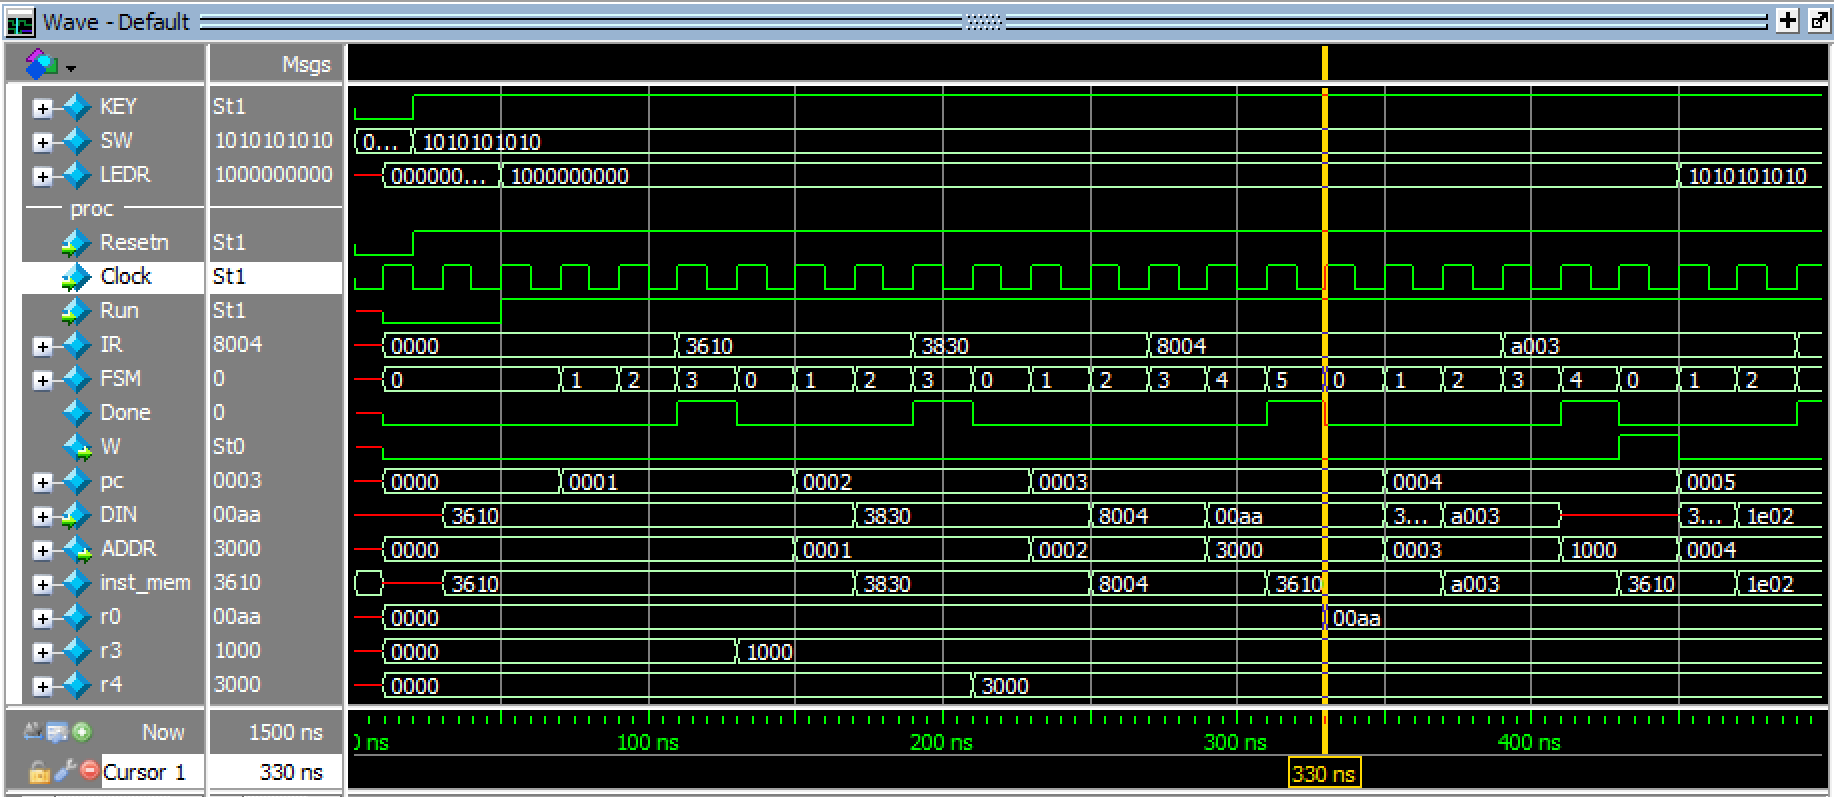 Wave - Default
Msgs
KEY St1
SW 1010101010 0... 1010101010
LEDR 1000000000 000000... 1000000000 1010101010
proc
Resetn St1
Clock St1
Run St1
IR 8004 0000 3610 3830 8004 a003
FSM 0 0 1 2 3 0 1 2 3 0 1 2 3 4 5 0 1 2 3 4 0 1 2
Done 0
W St0
pc 0003 0000 0001 0002 0003 0004 0005
DIN 00aa 3610 3830 8004 00aa 3... a003 3... 1e02
ADDR 3000 0000 0001 0002 3000 0003 1000 0004
inst_mem 3610 3610 3830 8004 3610 a003 3610 1e02
r0 00aa 0000 00aa
r3 1000 0000 1000
r4 3000 0000 3000
Now 1500 ns 0 ns 100 ns 200 ns 300 ns 400 ns
Cursor 1 330 ns 330 ns